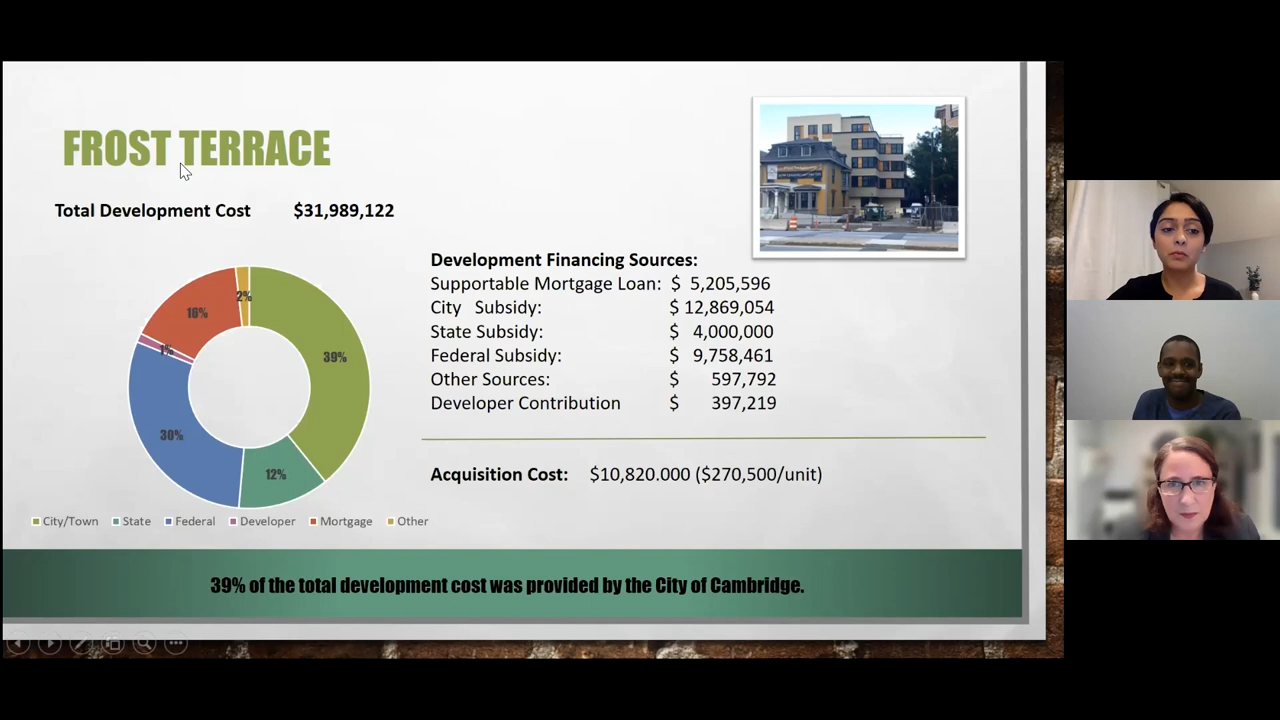 FROST TERRACE
Total Development Cost $31,989,122
Development Financing Sources:
Supportable Mortgage Loan: $ 5,205,596
City Subsidy: $ 12,869,054
State Subsidy: $ 4,000,000
Federal Subsidy: $ 9,758,461
Other Sources: $ 597,792
Developer Contribution $ 397,219
Acquisition Cost: $10,820.000 ($270,500/unit)
2%
16%
39%
1%
30%
12%
City/Town State Federal Developer Mortgage Other
39% of the total development cost was provided by the City of Cambridge.